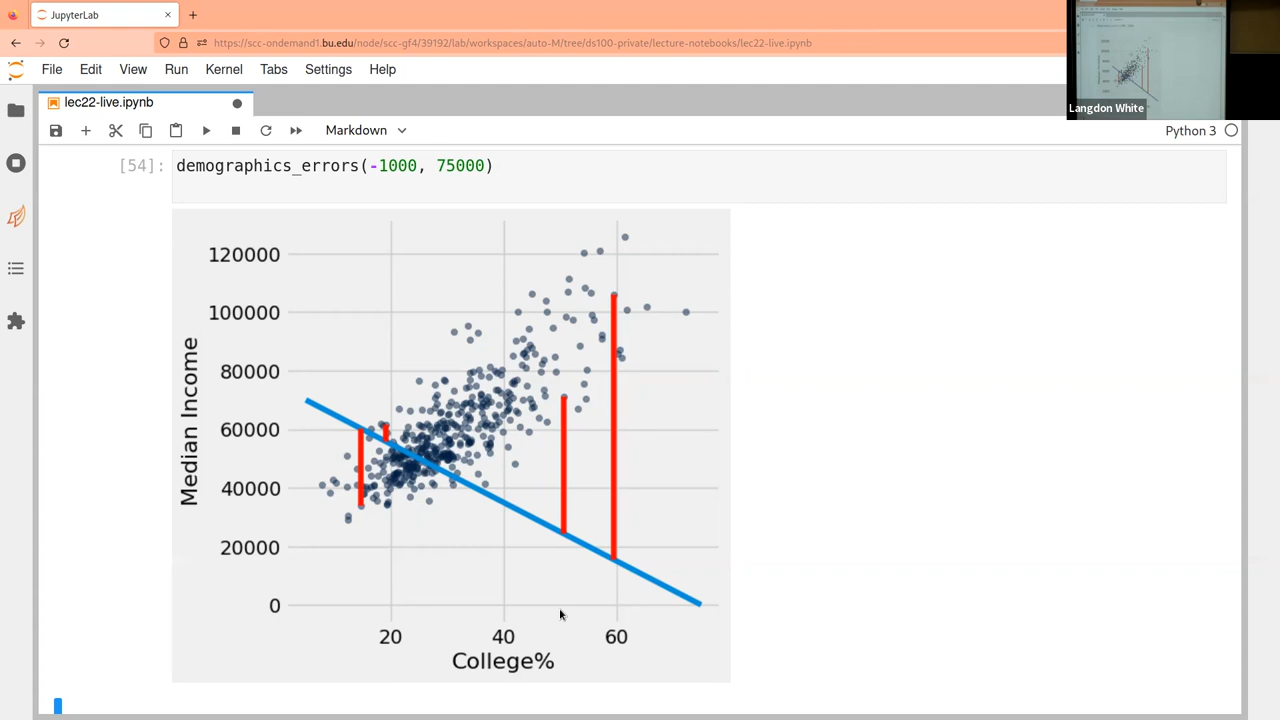 JupyterLab
https://scc-ondemand1.bu.edu/node/scc-gf4/39192/lab/workspaces/auto-M/tree/ds100-private/lecture-notebooks/lec22-live.ipynb
File Edit View Run Kernel Tabs Settings Help
Langdon White
lec22-live.ipynb
Markdown
Python 3
[54]: demographics_errors(-1000, 75000)
Median Income
120000
100000
80000
60000
40000
20000
0
20 40 60
College%